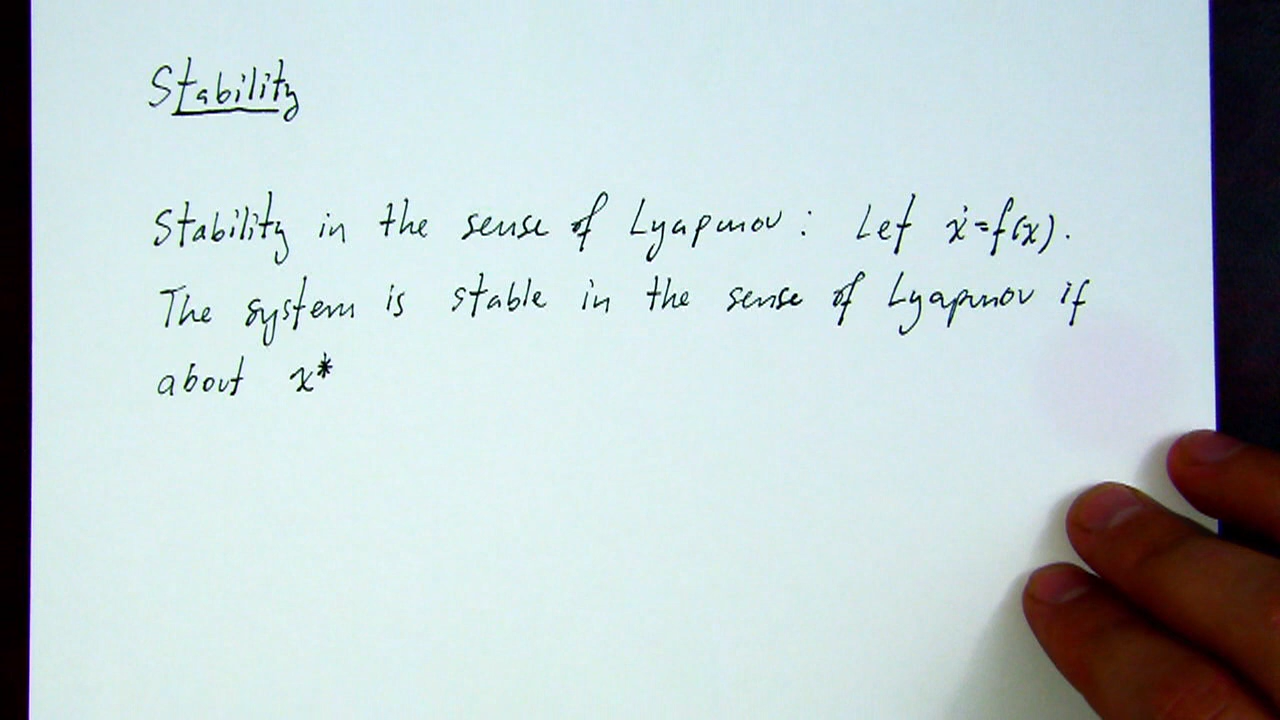 Stability
Stability in the sense of Lyapunov : Let ẋ=f(x).
The system is stable in the sense of Lyapunov if
about x*